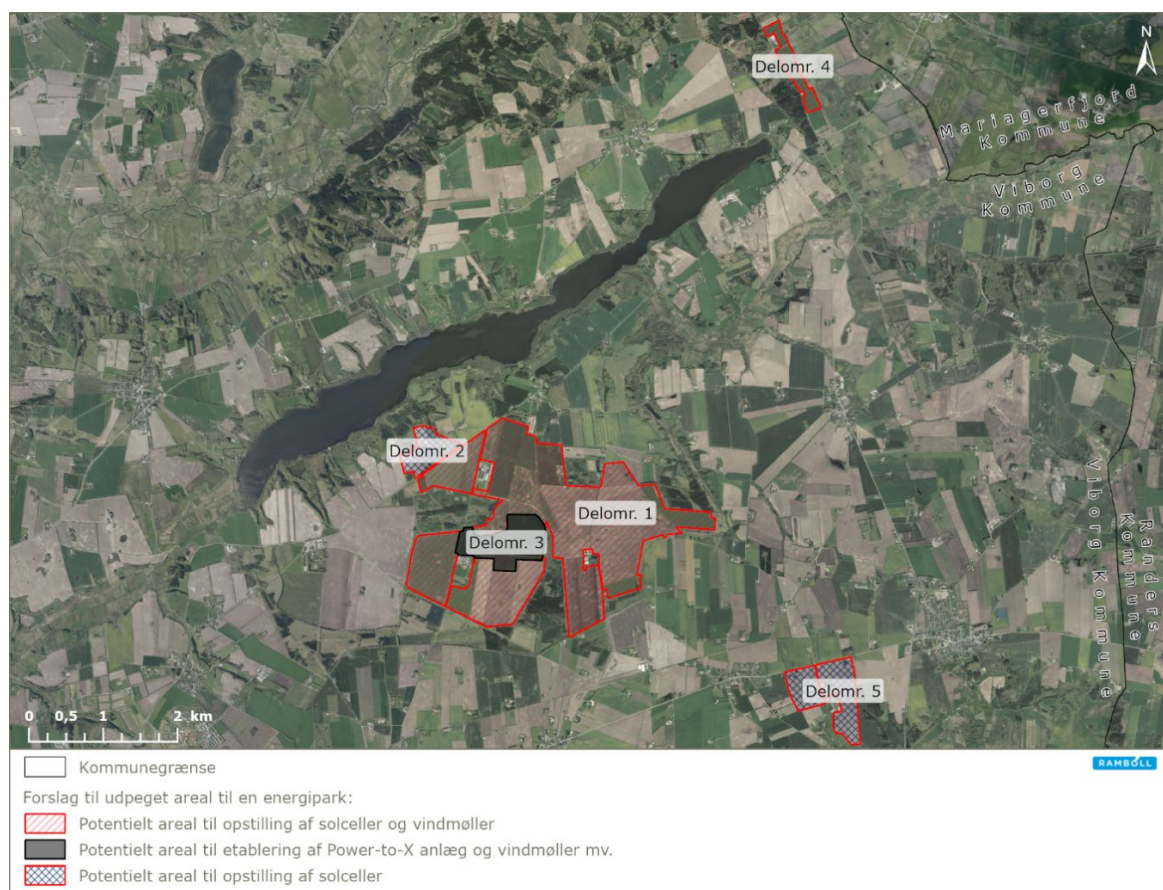 Delomr. 4
N
Mariagerfjord
Kommune
Viborg
Kommune
Delomr. 2
Delomr. 1
Delomr. 3
Viborg Kommune
Randers
Kommune
Delomr. 5
0 0,5 1 2 km
Kommunegrænse
RAMBOLL
Forslag til udpeget areal til en energipark:
Potentielt areal til opstilling af solceller og vindmøller
Potentielt areal til etablering af Power-to-X anlæg og vindmøller mv.
Potentielt areal til opstilling af solceller